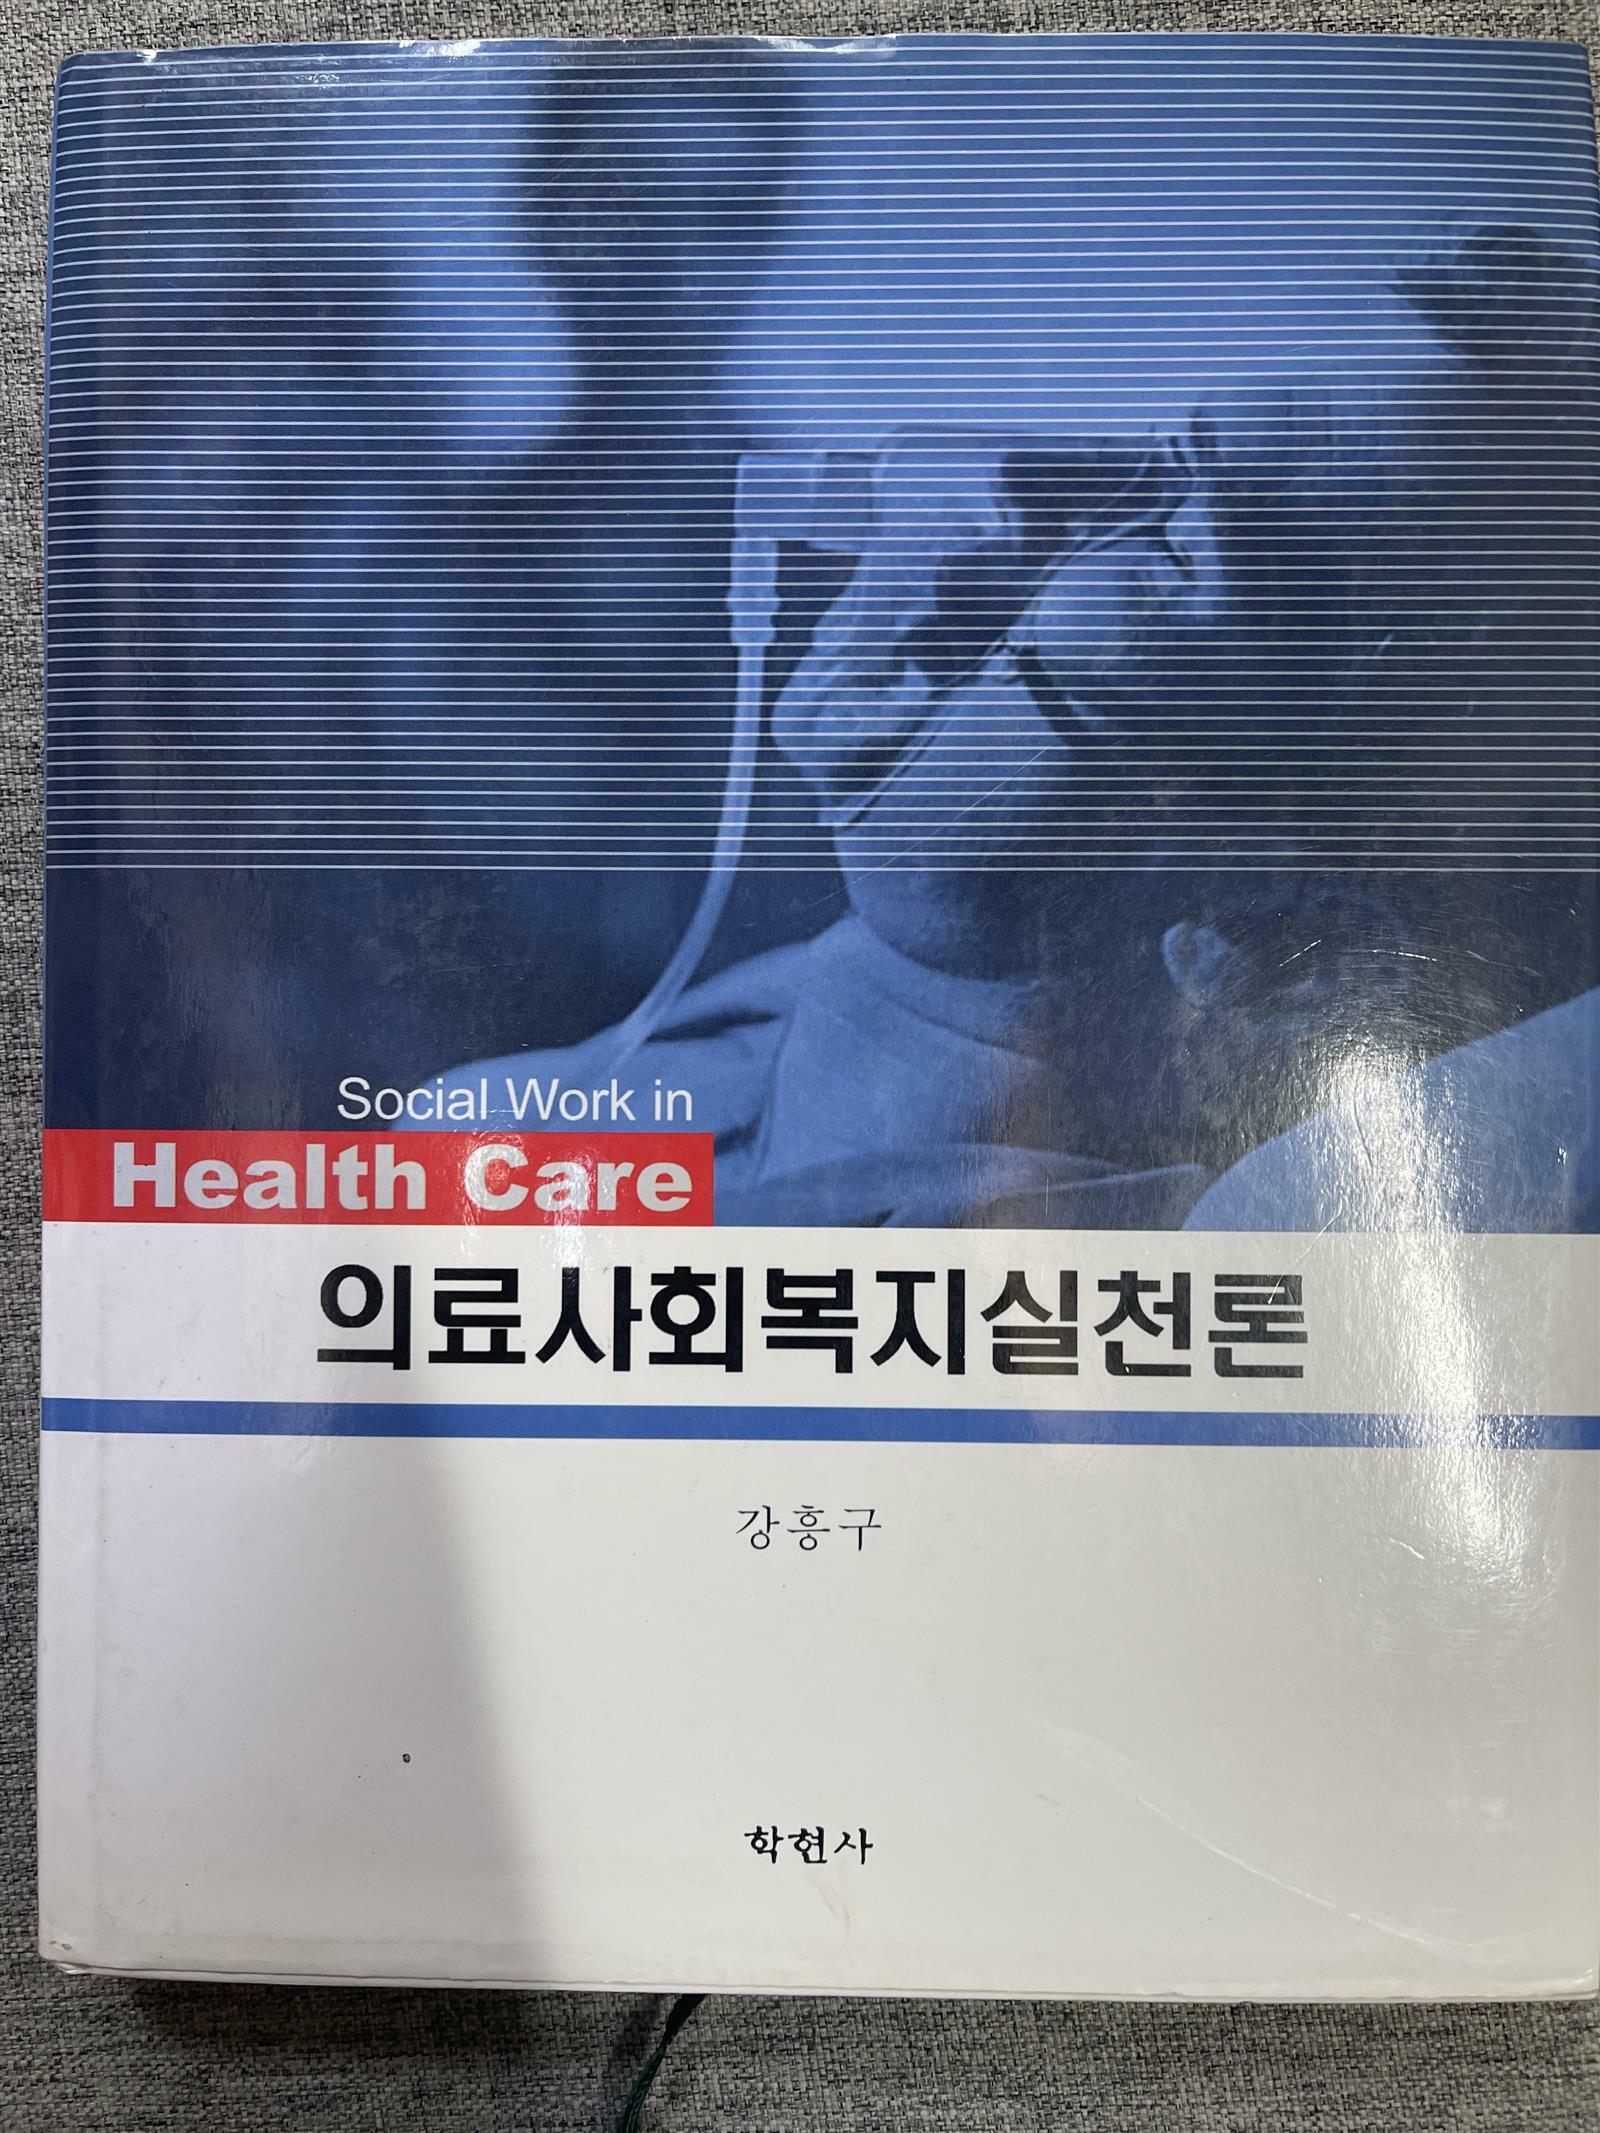 Social Work in
Health Care
의료사회복지실천론
강흥구
학현사